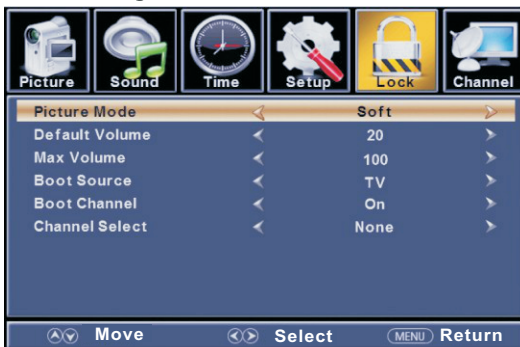 Picture Sound Time Setup Lock Channel
Picture Mode Soft
Default Volume 20
Max Volume 100
Boot Source TV
Boot Channel On
Channel Select None
Move Select MENU Return